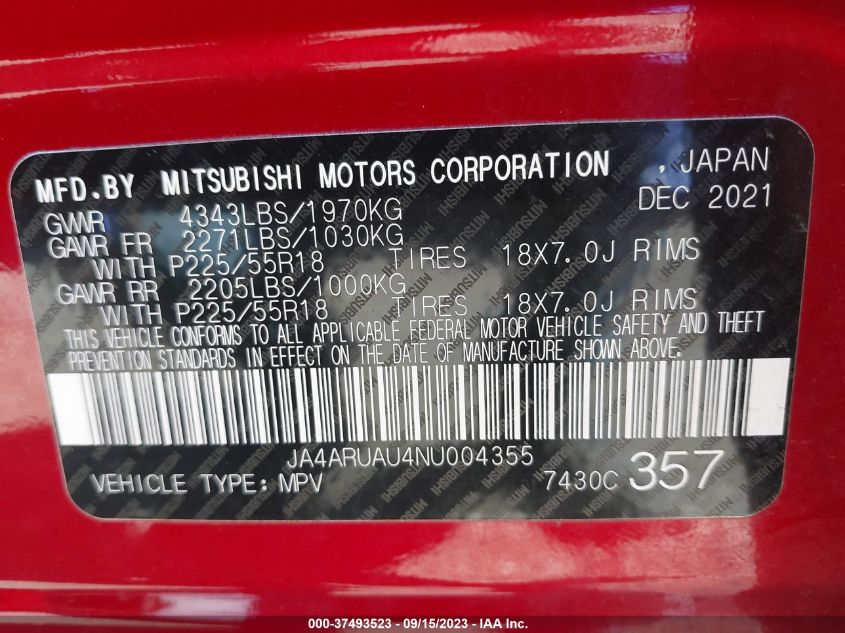 MFD.BY MITSUBISHI MOTORS CORPORATION , JAPAN
GWR 4343LBS/1970KG DEC 2021
GAWR FR 2271LBS/1030KG
WITH P225/55R18 TIRES 18X7.0J RIMS
GAWR RR 2205LBS/1000KG
WITH P225/55R18 TIRES 18X7.0J RIMS
THIS VEHICLE CONFORMS TO ALL APPLICABLE FEDERAL MOTOR VEHICLE SAFETY AND THEFT
PREVENTION STANDARDS IN EFFECT ON THE DATE OF MANUFACTURE SHOWN ABOVE.
JA4ARUAU4NU004355
VEHICLE TYPE: MPV 7430C 357
000-37493523 - 09/15/2023 - IAA Inc.